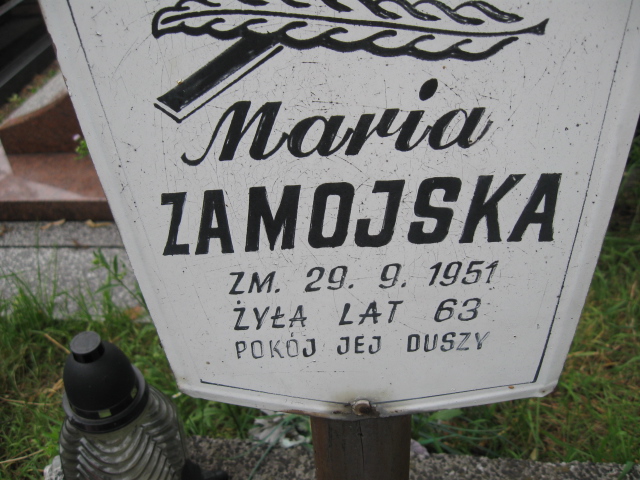 Maria
ZAMOJSKA
ZM. 29. 9. 1951
ŻYŁA LAT 63
POKÓJ JEJ DUSZY